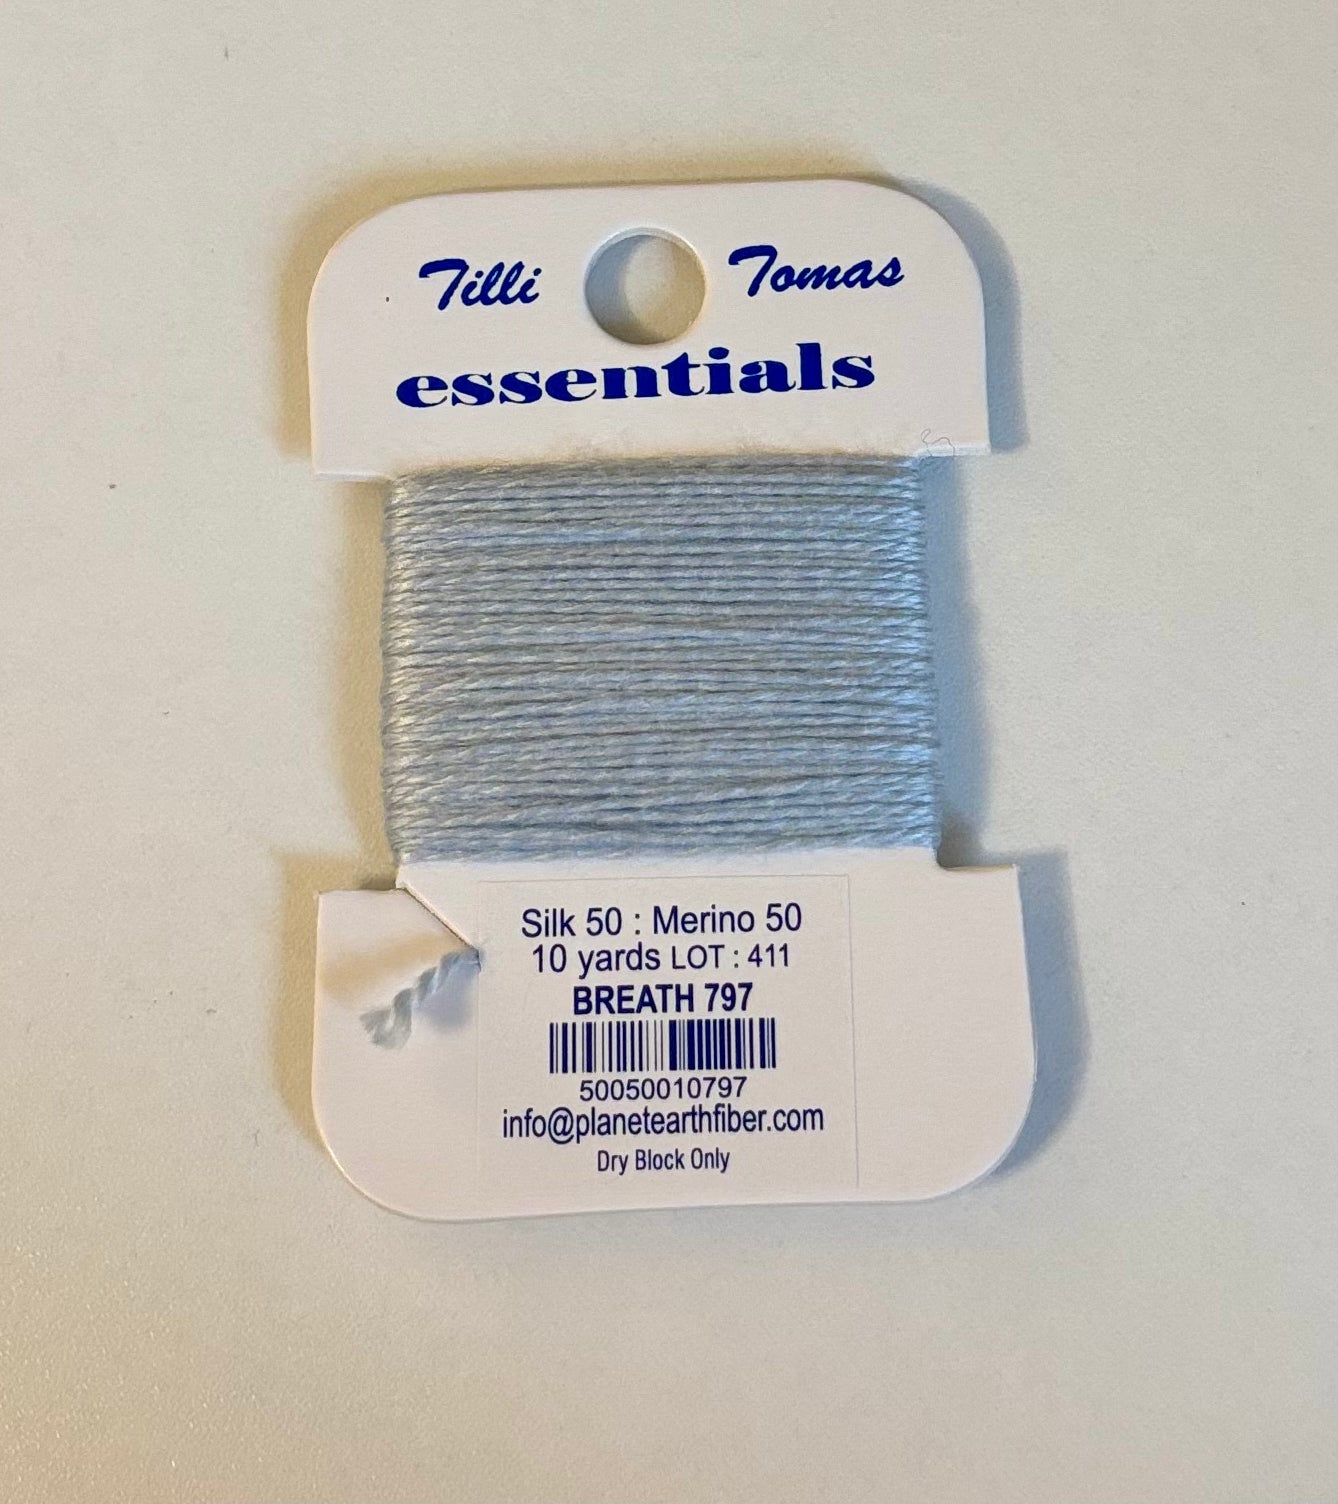 Tilli Tomas
essentials
Silk 50 : Merino 50
10 yards LOT : 411
BREATH 797
50050010797
info@planetearthfiber.com
Dry Block Only